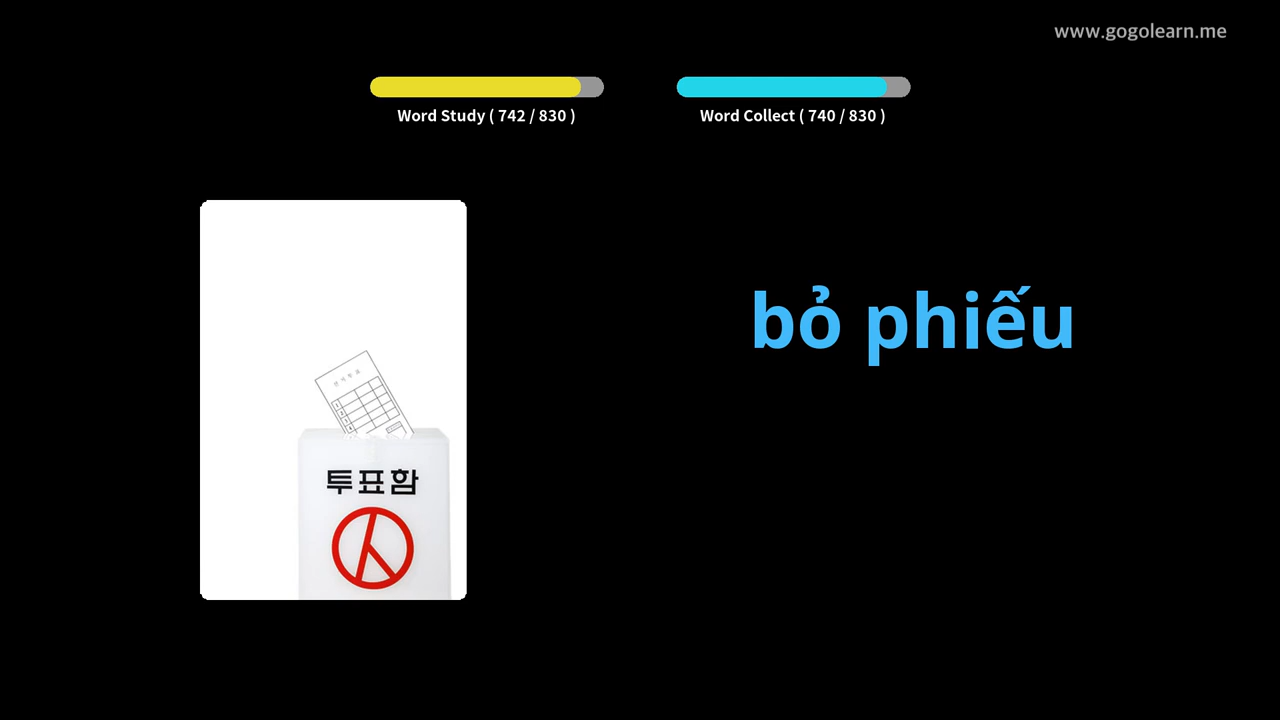 www.gogolearn.me
Word Study ( 742 / 830 )
Word Collect ( 740 / 830 )
bỏ phiếu
투표함